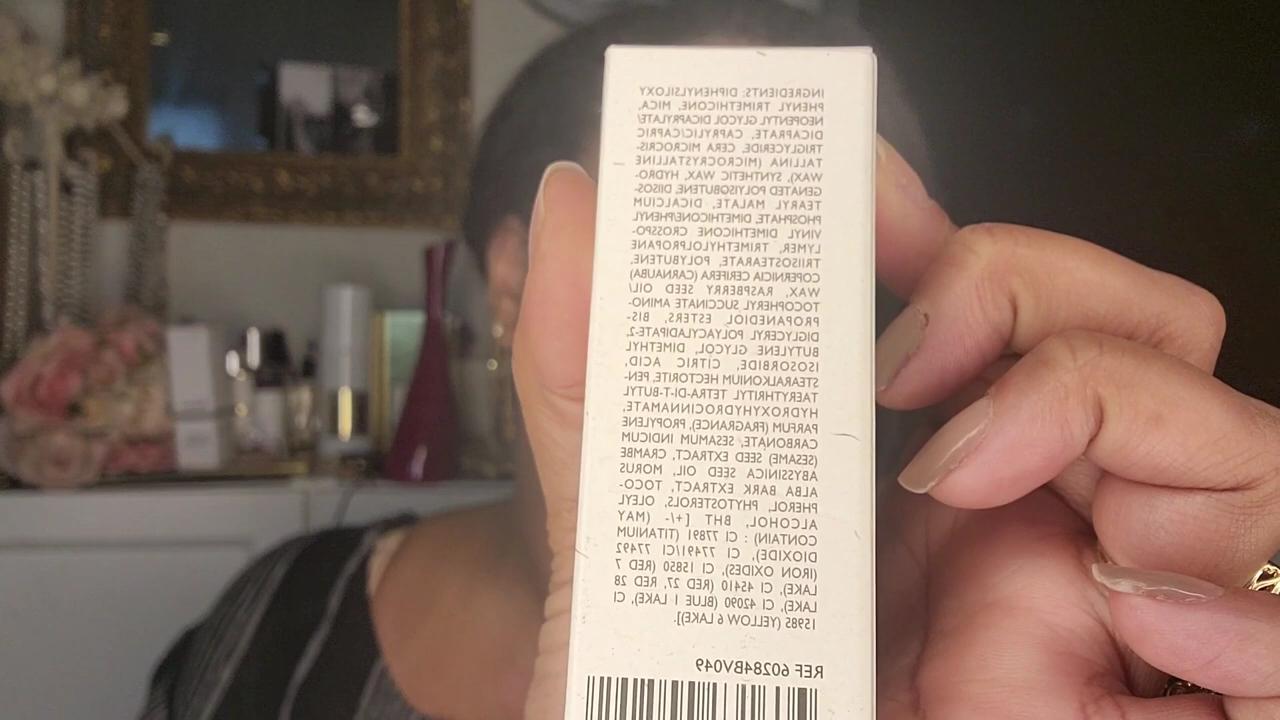 INGREDIENTS: DIPHENYLSILOXY
PHENYL TRIMETHICONE, MICA,
NEOPENTYL GLYCOL DICAPRYLATE/
DICAPRATE, CAPRYLIC/CAPRIC
TRIGLYCERIDE, CERA MICROCRIS-
TALLINA (MICROCRYSTALLINE
WAX), SYNTHETIC WAX, HYDRO-
GENATED POLYISOBUTENE, DIISOS-
TEARYL MALATE, DICALCIUM
PHOSPHATE, DIMETHICONE/PHENYL
VINYL DIMETHICONE CROSSPO-
LYMER, TRIMETHYLOLPROPANE
TRIISOSTEARATE, POLYBUTENE,
COPERNICIA CERIFERA (CARNAUBA)
WAX, RASPBERRY SEED OIL/
TOCOPHERYL SUCCINATE AMINO-
PROPANEDIOL ESTERS, BIS-
DIGLYCERYL POLYACYLADIPATE-2,
BUTYLENE GLYCOL, DIMETHYL
ISOSORBIDE, CITRIC ACID,
STEARALKONIUM HECTORITE, PEN-
TAERYTHRITYL TETRA-DI-T-BUTYL
HYDROXYHYDROCINNAMATE,
PARFUM (FRAGRANCE), PROPYLENE
CARBONATE, SESAMUM INDICUM
(SESAME) SEED EXTRACT, CRAMBE
ABYSSINICA SEED OIL, MORUS
ALBA BARK EXTRACT, TOCO-
PHEROL, PHYTOSTEROLS, OLEYL
ALCOHOL, BHT [+/- (MAY
CONTAIN) : CI 77891 (TITANIUM
DIOXIDE), CI 77491/CI 77492
(IRON OXIDES), CI 15850 (RED 7
LAKE), CI 45410 (RED 27, RED 28
LAKE), CI 42090 (BLUE 1 LAKE), CI
15985 (YELLOW 6 LAKE)].
REF 60284BV049